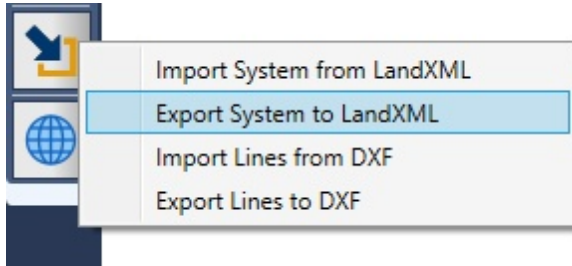 Import System from LandXML
Export System to LandXML
Import Lines from DXF
Export Lines to DXF